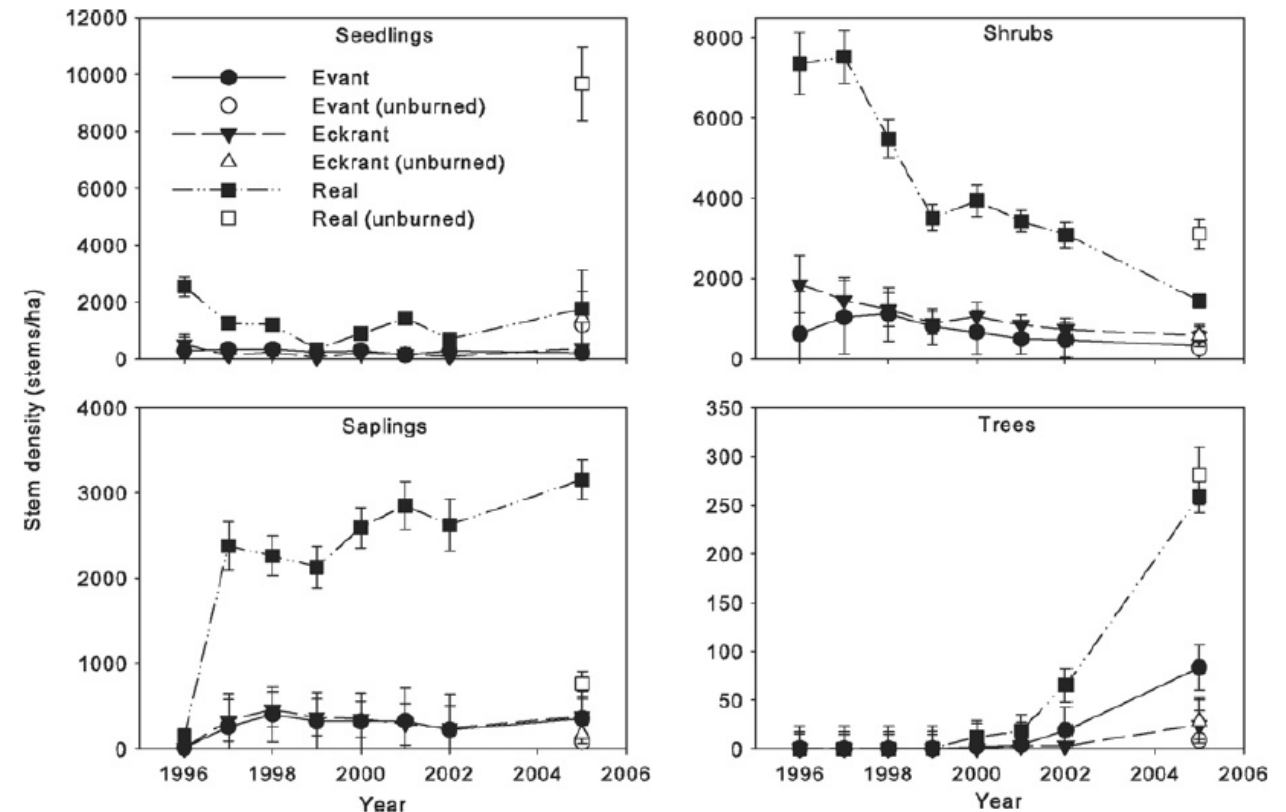 Stem density (stems/ha)
Seedlings
12000
10000
8000
6000
4000
2000
0
Evant
Evant (unburned)
Eckrant
Eckrant (unburned)
Real
Real (unburned)
Shrubs
8000
6000
4000
2000
0
Saplings
4000
3000
2000
1000
0
1996 1998 2000 2002 2004 2006
Year
Trees
350
300
250
200
150
100
50
0
1996 1998 2000 2002 2004 2006
Year